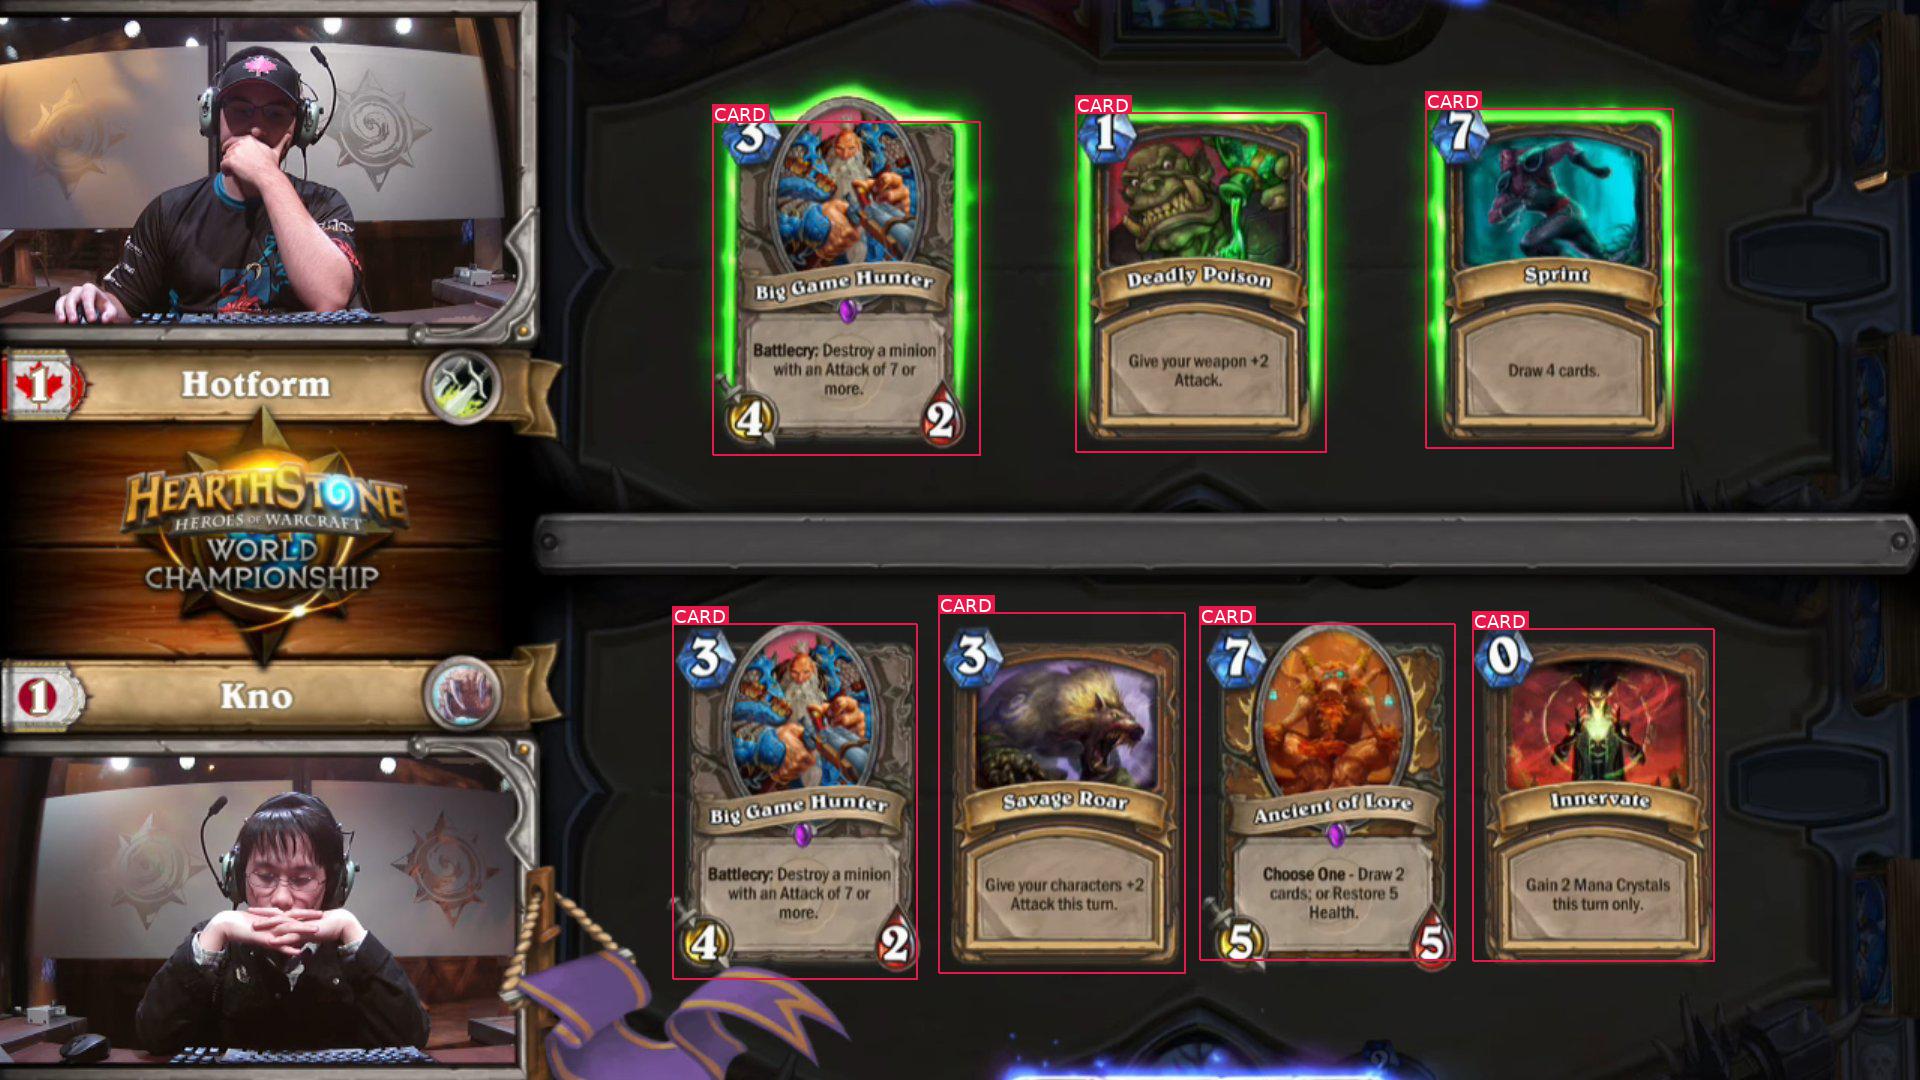 CARD
3
Big Game Hunter
Battlecry: Destroy a minion
with an Attack of 7 or
more.
4
2
CARD
1
Deadly Poison
Give your weapon +2
Attack.
CARD
7
Sprint
Draw 4 cards.
1
Hotform
HEARTHSTONE
HEROES OF WARCRAFT
WORLD
CHAMPIONSHIP
1
Kno
CARD
3
Big Game Hunter
Battlecry: Destroy a minion
with an Attack of 7 or
more.
4
2
CARD
3
Savage Roar
Give your characters +2
Attack this turn.
CARD
7
Ancient of Lore
Choose One - Draw 2
cards; or Restore 5
Health.
5
5
CARD
0
Innervate
Gain 2 Mana Crystals
this turn only.